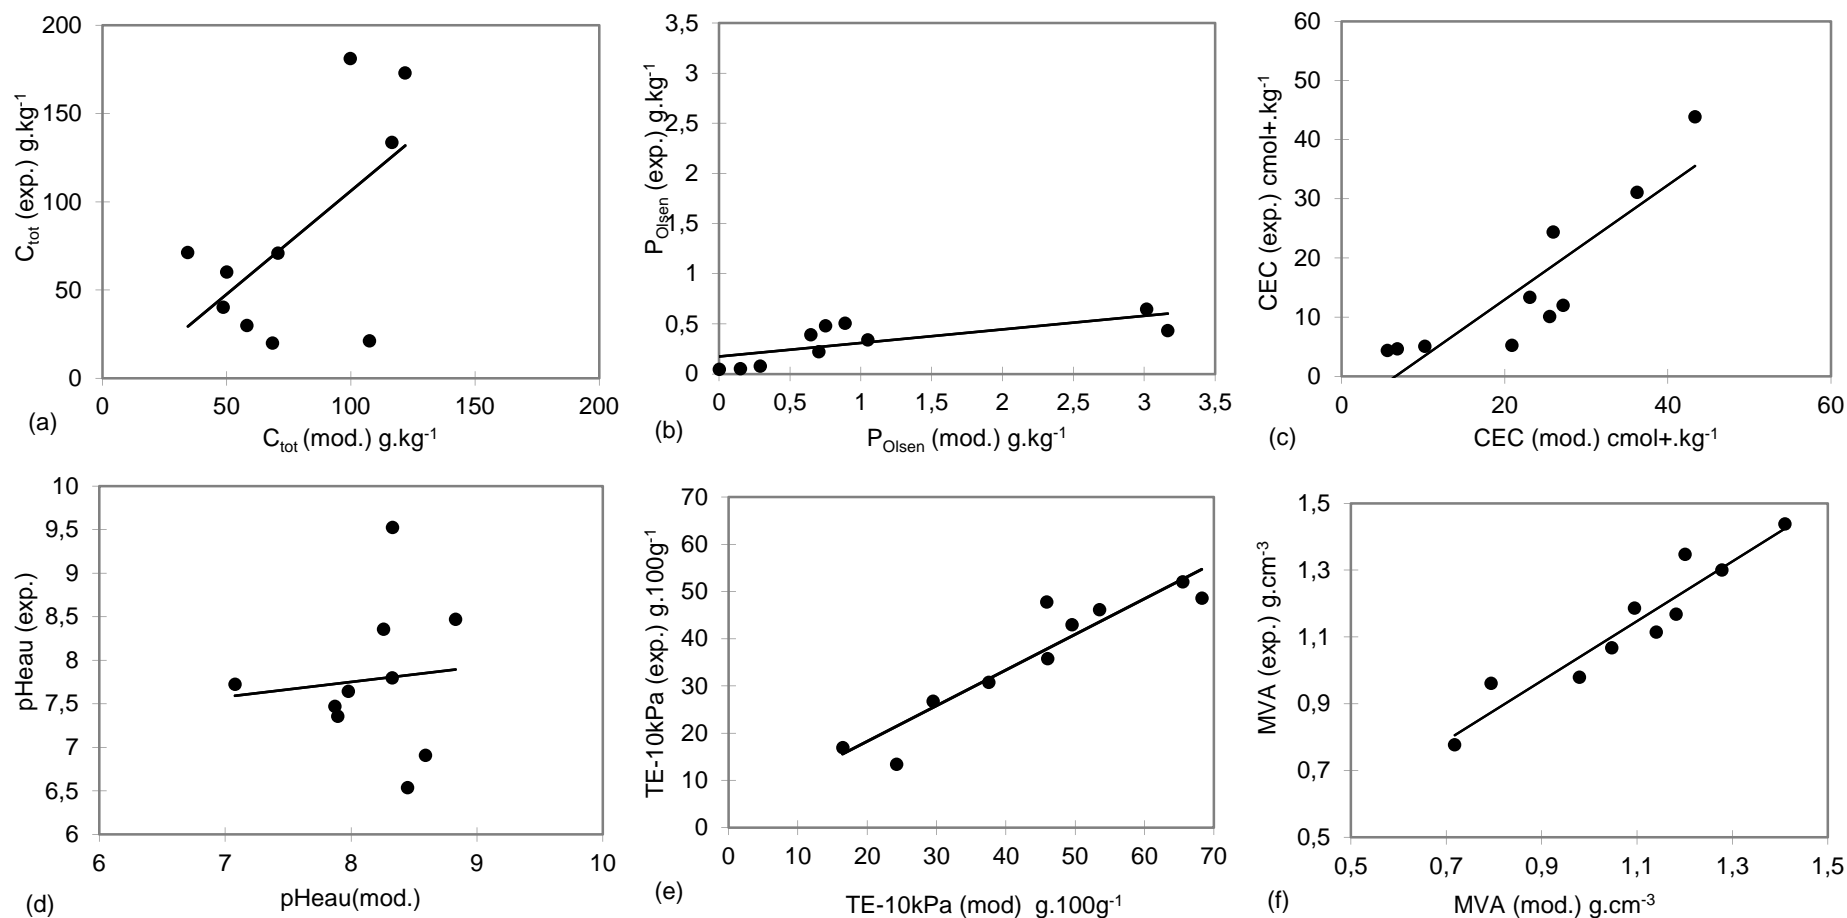 200
150
100
50
0
C_tot (exp.) g.kg^-1
0 50 100 150 200
(a)
C_tot (mod.) g.kg^-1
3,5
3
2,5
2
1,5
1
0,5
0
P_Olsen (exp.) g.kg^-1
0 0,5 1 1,5 2 2,5 3 3,5
(b)
P_Olsen (mod.) g.kg^-1
60
50
40
30
20
10
0
CEC (exp.) cmol+.kg^-1
0 20 40 60
(c)
CEC (mod.) cmol+.kg^-1
10
9,5
9
8,5
8
7,5
7
6,5
6
pHeau (exp.)
6 7 8 9 10
(d)
pHeau(mod.)
70
60
50
40
30
20
10
0
TE-10kPa (exp.) g.100g^-1
0 10 20 30 40 50 60 70
(e)
TE-10kPa (mod) g.100g^-1
1,5
1,3
1,1
0,9
0,7
0,5
MVA (exp.) g.cm^-3
0,5 0,7 0,9 1,1 1,3 1,5
(f)
MVA (mod.) g.cm^-3